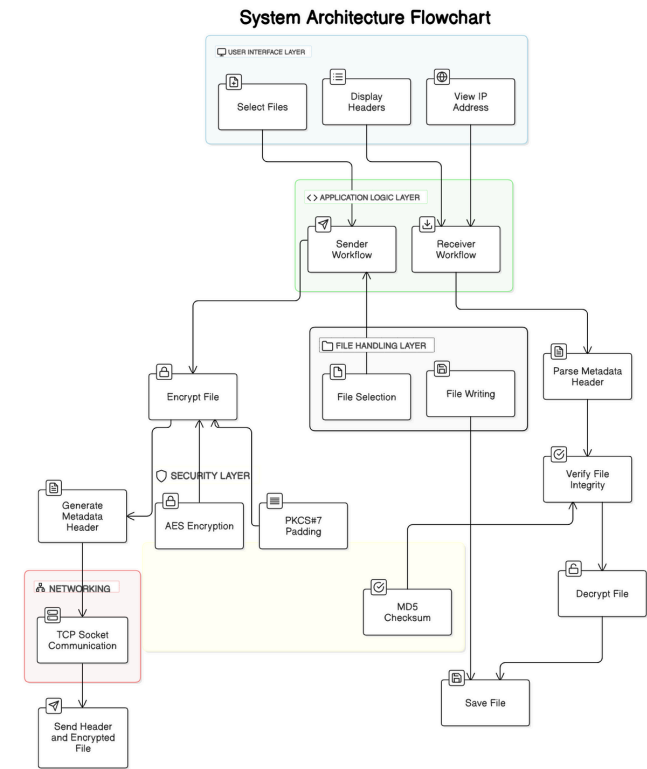 System Architecture Flowchart
USER INTERFACE LAYER
Select Files
Display
Headers
View IP
Address
APPLICATION LOGIC LAYER
Sender
Workflow
Receiver
Workflow
FILE HANDLING LAYER
File Selection
File Writing
Parse Metadata
Header
Encrypt File
SECURITY LAYER
Verify File
Integrity
Generate
Metadata
Header
AES Encryption
PKCS#7
Padding
NETWORKING
MD5
Checksum
Decrypt File
TCP Socket
Communication
Save File
Send Header
and Encrypted
File